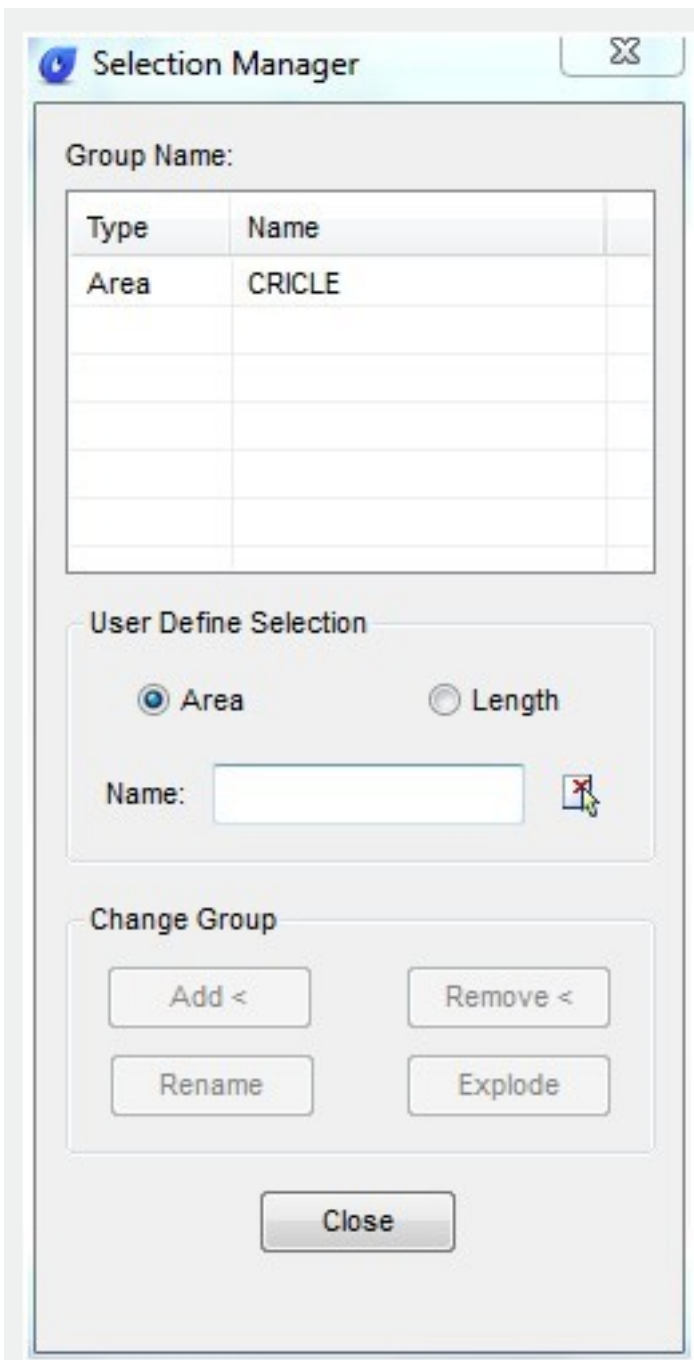 Selection Manager
Group Name:
Type Name
Area CRICLE
User Define Selection
Area Length
Name:
Change Group
Add < Remove <
Rename Explode
Close